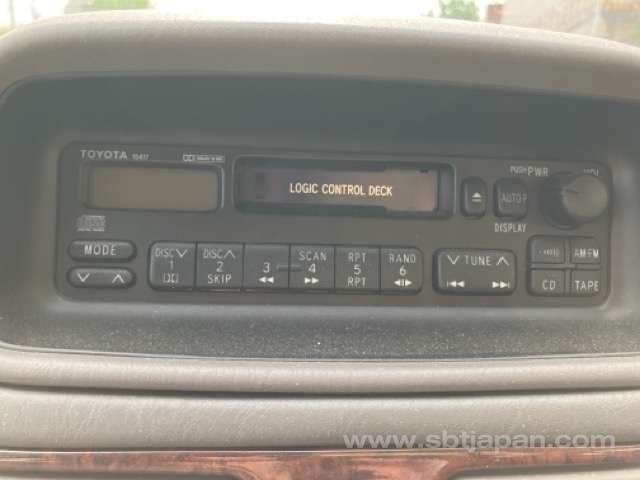 TOYOTA 13417
LOGIC CONTROL DECK
PUSH PWR
AUTO·P
DISPLAY
MODE
DISC DISC SCAN RPT RAND
1 2 3 4 5 6
SKIP RPT
TUNE
AM FM
CD TAPE
www.sbtjapan.com